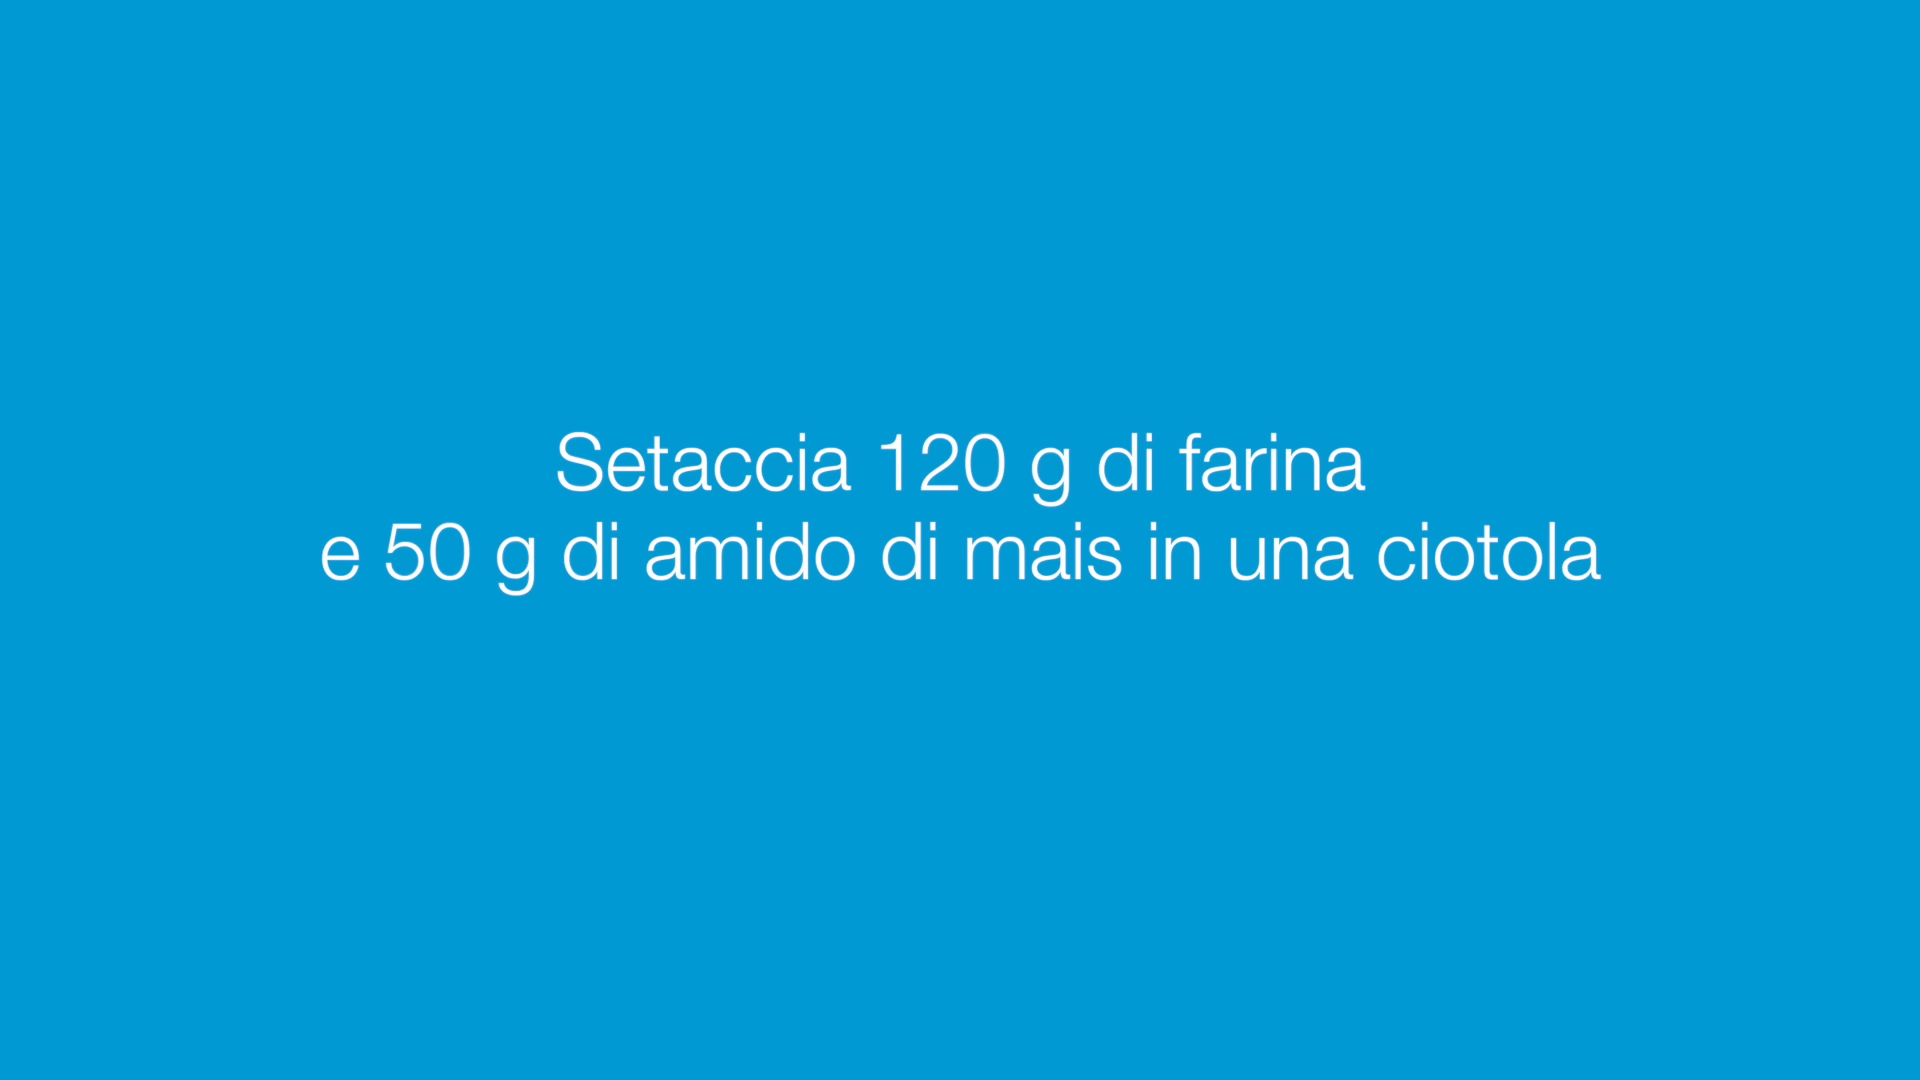 Setaccia 120 g di farina
e 50 g di amido di mais in una ciotola